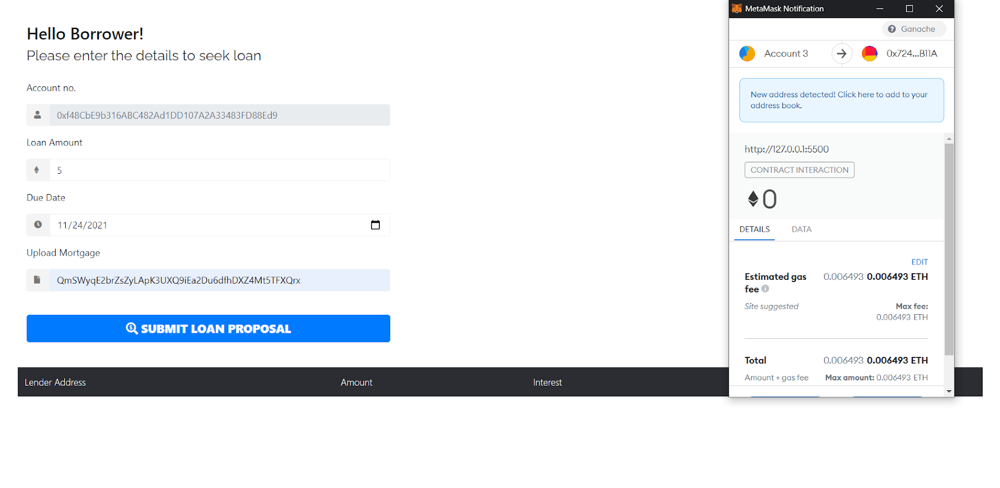 Hello Borrower!
Please enter the details to seek loan
Account no.
0xf48CbE9b316ABC482Ad1DD107A2A33483FD88Ed9
Loan Amount
5
Due Date
11/24/2021
Upload Mortgage
QmSWyqE2brZsZyLApK3UXQ9iEa2Du6dfhDXZ4Mt5TFXQrx
SUBMIT LOAN PROPOSAL
Lender Address Amount Interest
MetaMask Notification
Ganache
Account 3 0x724...B11A
New address detected! Click here to add to your
address book.
http://127.0.0.1:5500
CONTRACT INTERACTION
0
DETAILS DATA
EDIT
Estimated gas 0.006493 0.006493 ETH
fee
Site suggested Max fee:
0.006493 ETH
Total 0.006493 0.006493 ETH
Amount + gas fee Max amount: 0.006493 ETH